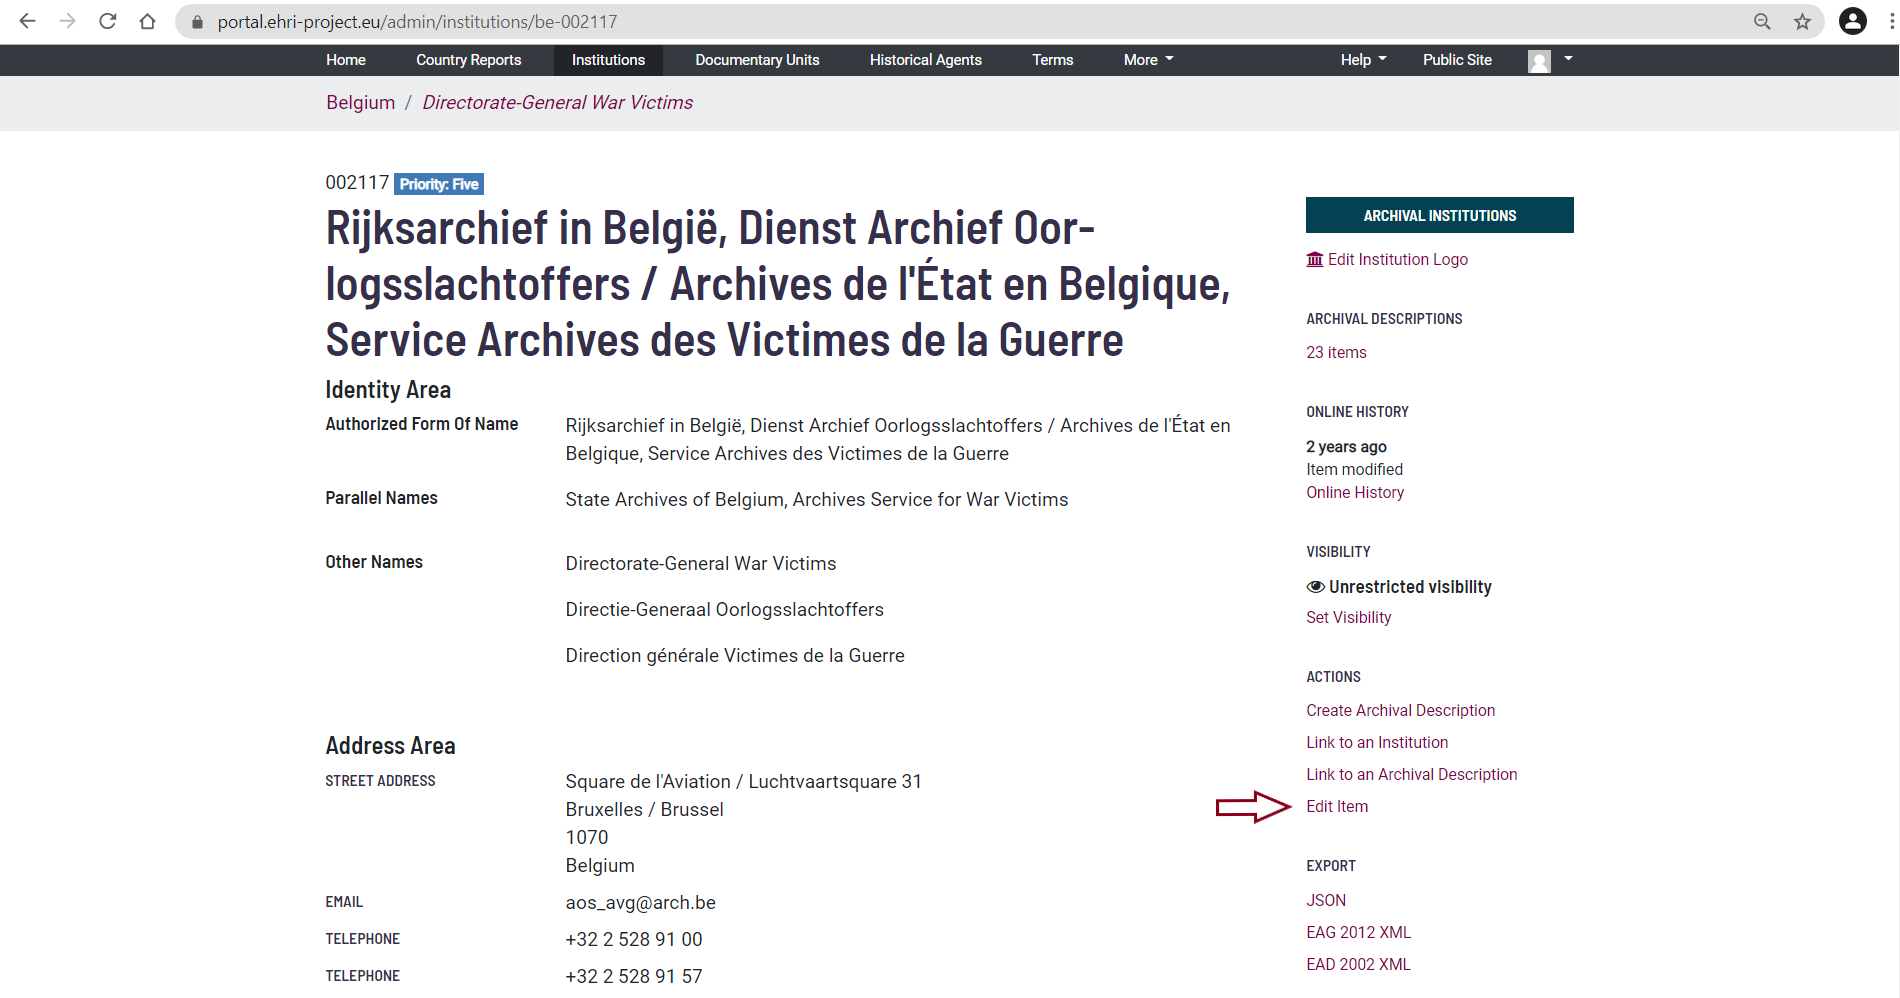 portal.ehri-project.eu/admin/institutions/be-002117
Home Country Reports Institutions Documentary Units Historical Agents Terms More Help Public Site
Belgium / Directorate-General War Victims
002117 Priority: Five
Rijksarchief in België, Dienst Archief Oor-
logsslachtoffers / Archives de l'État en Belgique,
Service Archives des Victimes de la Guerre
Identity Area
Authorized Form Of Name
Rijksarchief in België, Dienst Archief Oorlogsslachtoffers / Archives de l'État en
Belgique, Service Archives des Victimes de la Guerre
Parallel Names
State Archives of Belgium, Archives Service for War Victims
Other Names
Directorate-General War Victims
Directie-Generaal Oorlogsslachtoffers
Direction générale Victimes de la Guerre
Address Area
STREET ADDRESS
Square de l'Aviation / Luchtvaartsquare 31
Bruxelles / Brussel
1070
Belgium
EMAIL
aos_avg@arch.be
TELEPHONE
+32 2 528 91 00
TELEPHONE
+32 2 528 91 57
ARCHIVAL INSTITUTIONS
Edit Institution Logo
ARCHIVAL DESCRIPTIONS
23 items
ONLINE HISTORY
2 years ago
Item modified
Online History
VISIBILITY
Unrestricted visibility
Set Visibility
ACTIONS
Create Archival Description
Link to an Institution
Link to an Archival Description
Edit Item
EXPORT
JSON
EAG 2012 XML
EAD 2002 XML